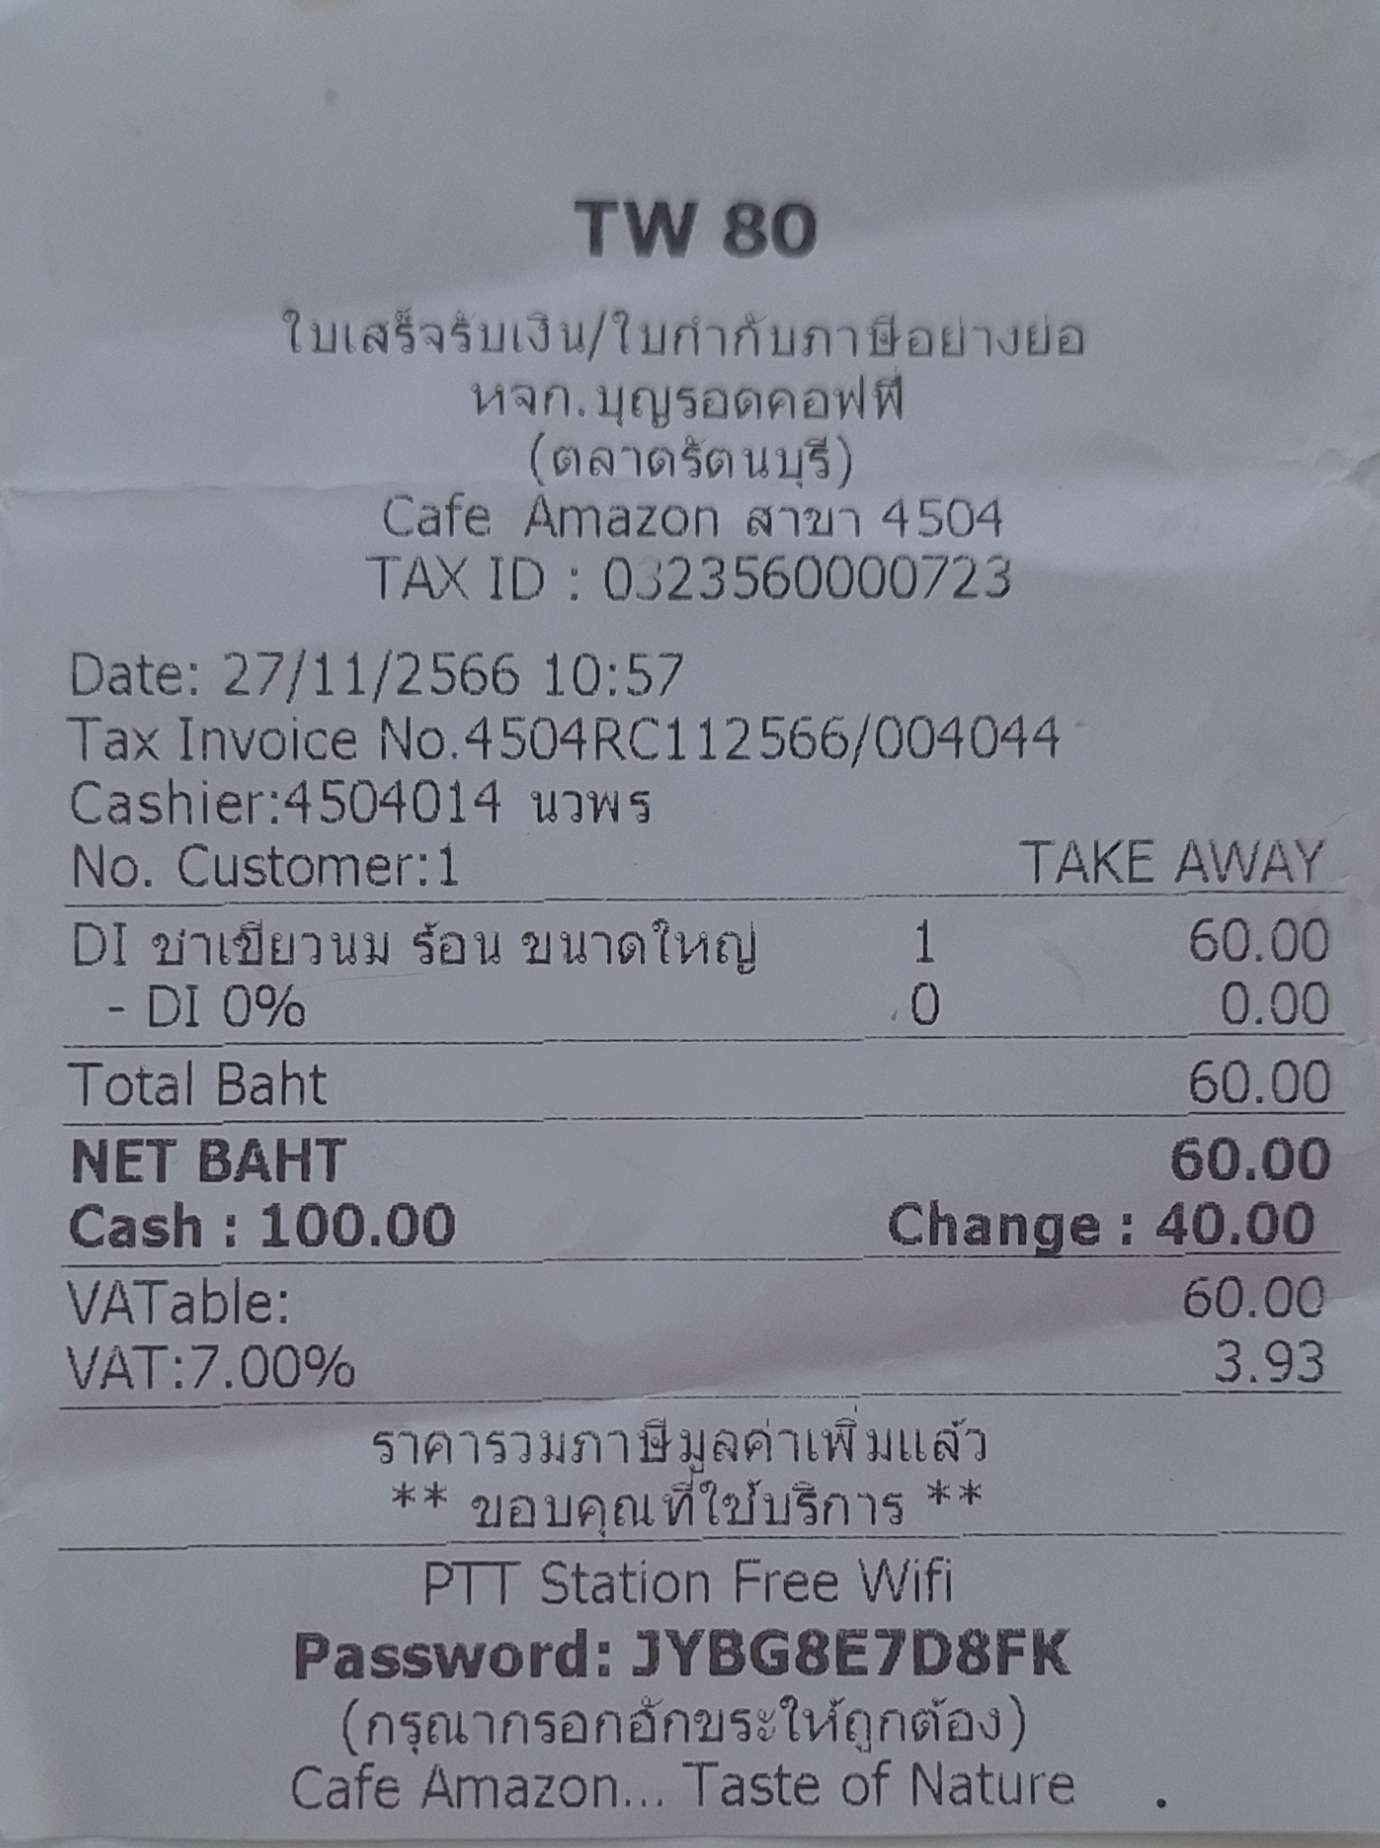 TW 80
ใบเสร็จรับเงิน/ใบกำกับภาษีอย่างย่อ
หจก.บุญรอดคอฟฟี่
(ตลาดรัตนบุรี)
Cafe Amazon สาขา 4504
TAX ID : 0323560000723
Date: 27/11/2566 10:57
Tax Invoice No.4504RC112566/004044
Cashier:4504014 นวพร
No. Customer:1 TAKE AWAY
DI ชาเขียวนม ร้อน ขนาดใหญ่ 1 60.00
- DI 0% 0 0.00
Total Baht 60.00
NET BAHT 60.00
Cash : 100.00 Change : 40.00
VATable: 60.00
VAT:7.00% 3.93
ราคารวมภาษีมูลค่าเพิ่มแล้ว
** ขอบคุณที่ใช้บริการ **
PTT Station Free Wifi
Password: JYBG8E7D8FK
(กรุณากรอกอักขระให้ถูกต้อง)
Cafe Amazon... Taste of Nature .